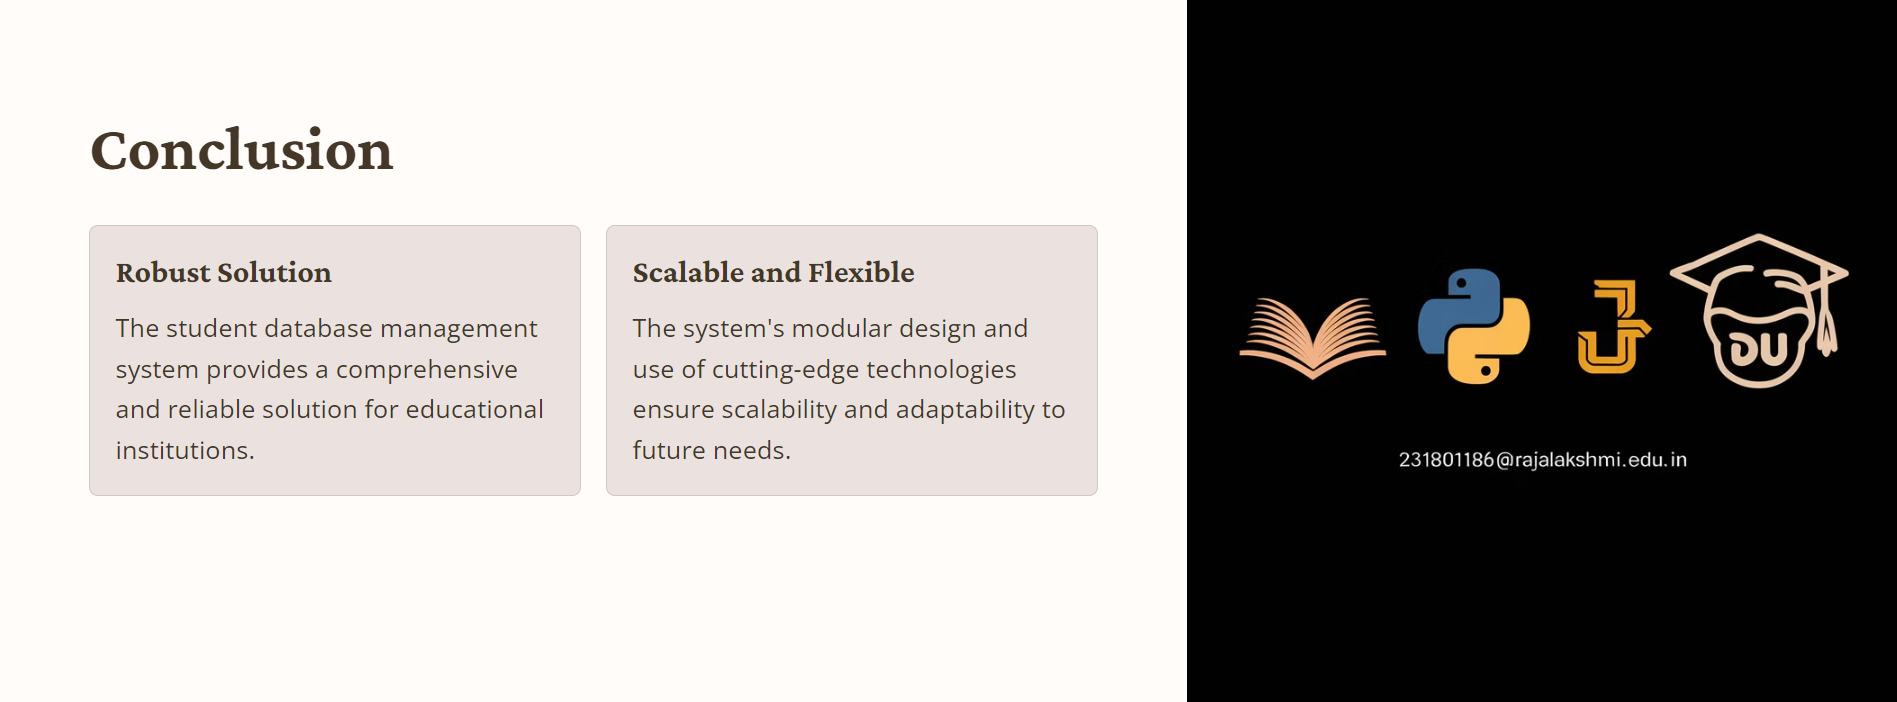 Conclusion
Robust Solution
The student database management
system provides a comprehensive
and reliable solution for educational
institutions.
Scalable and Flexible
The system's modular design and
use of cutting-edge technologies
ensure scalability and adaptability to
future needs.
231801186@rajalakshmi.edu.in